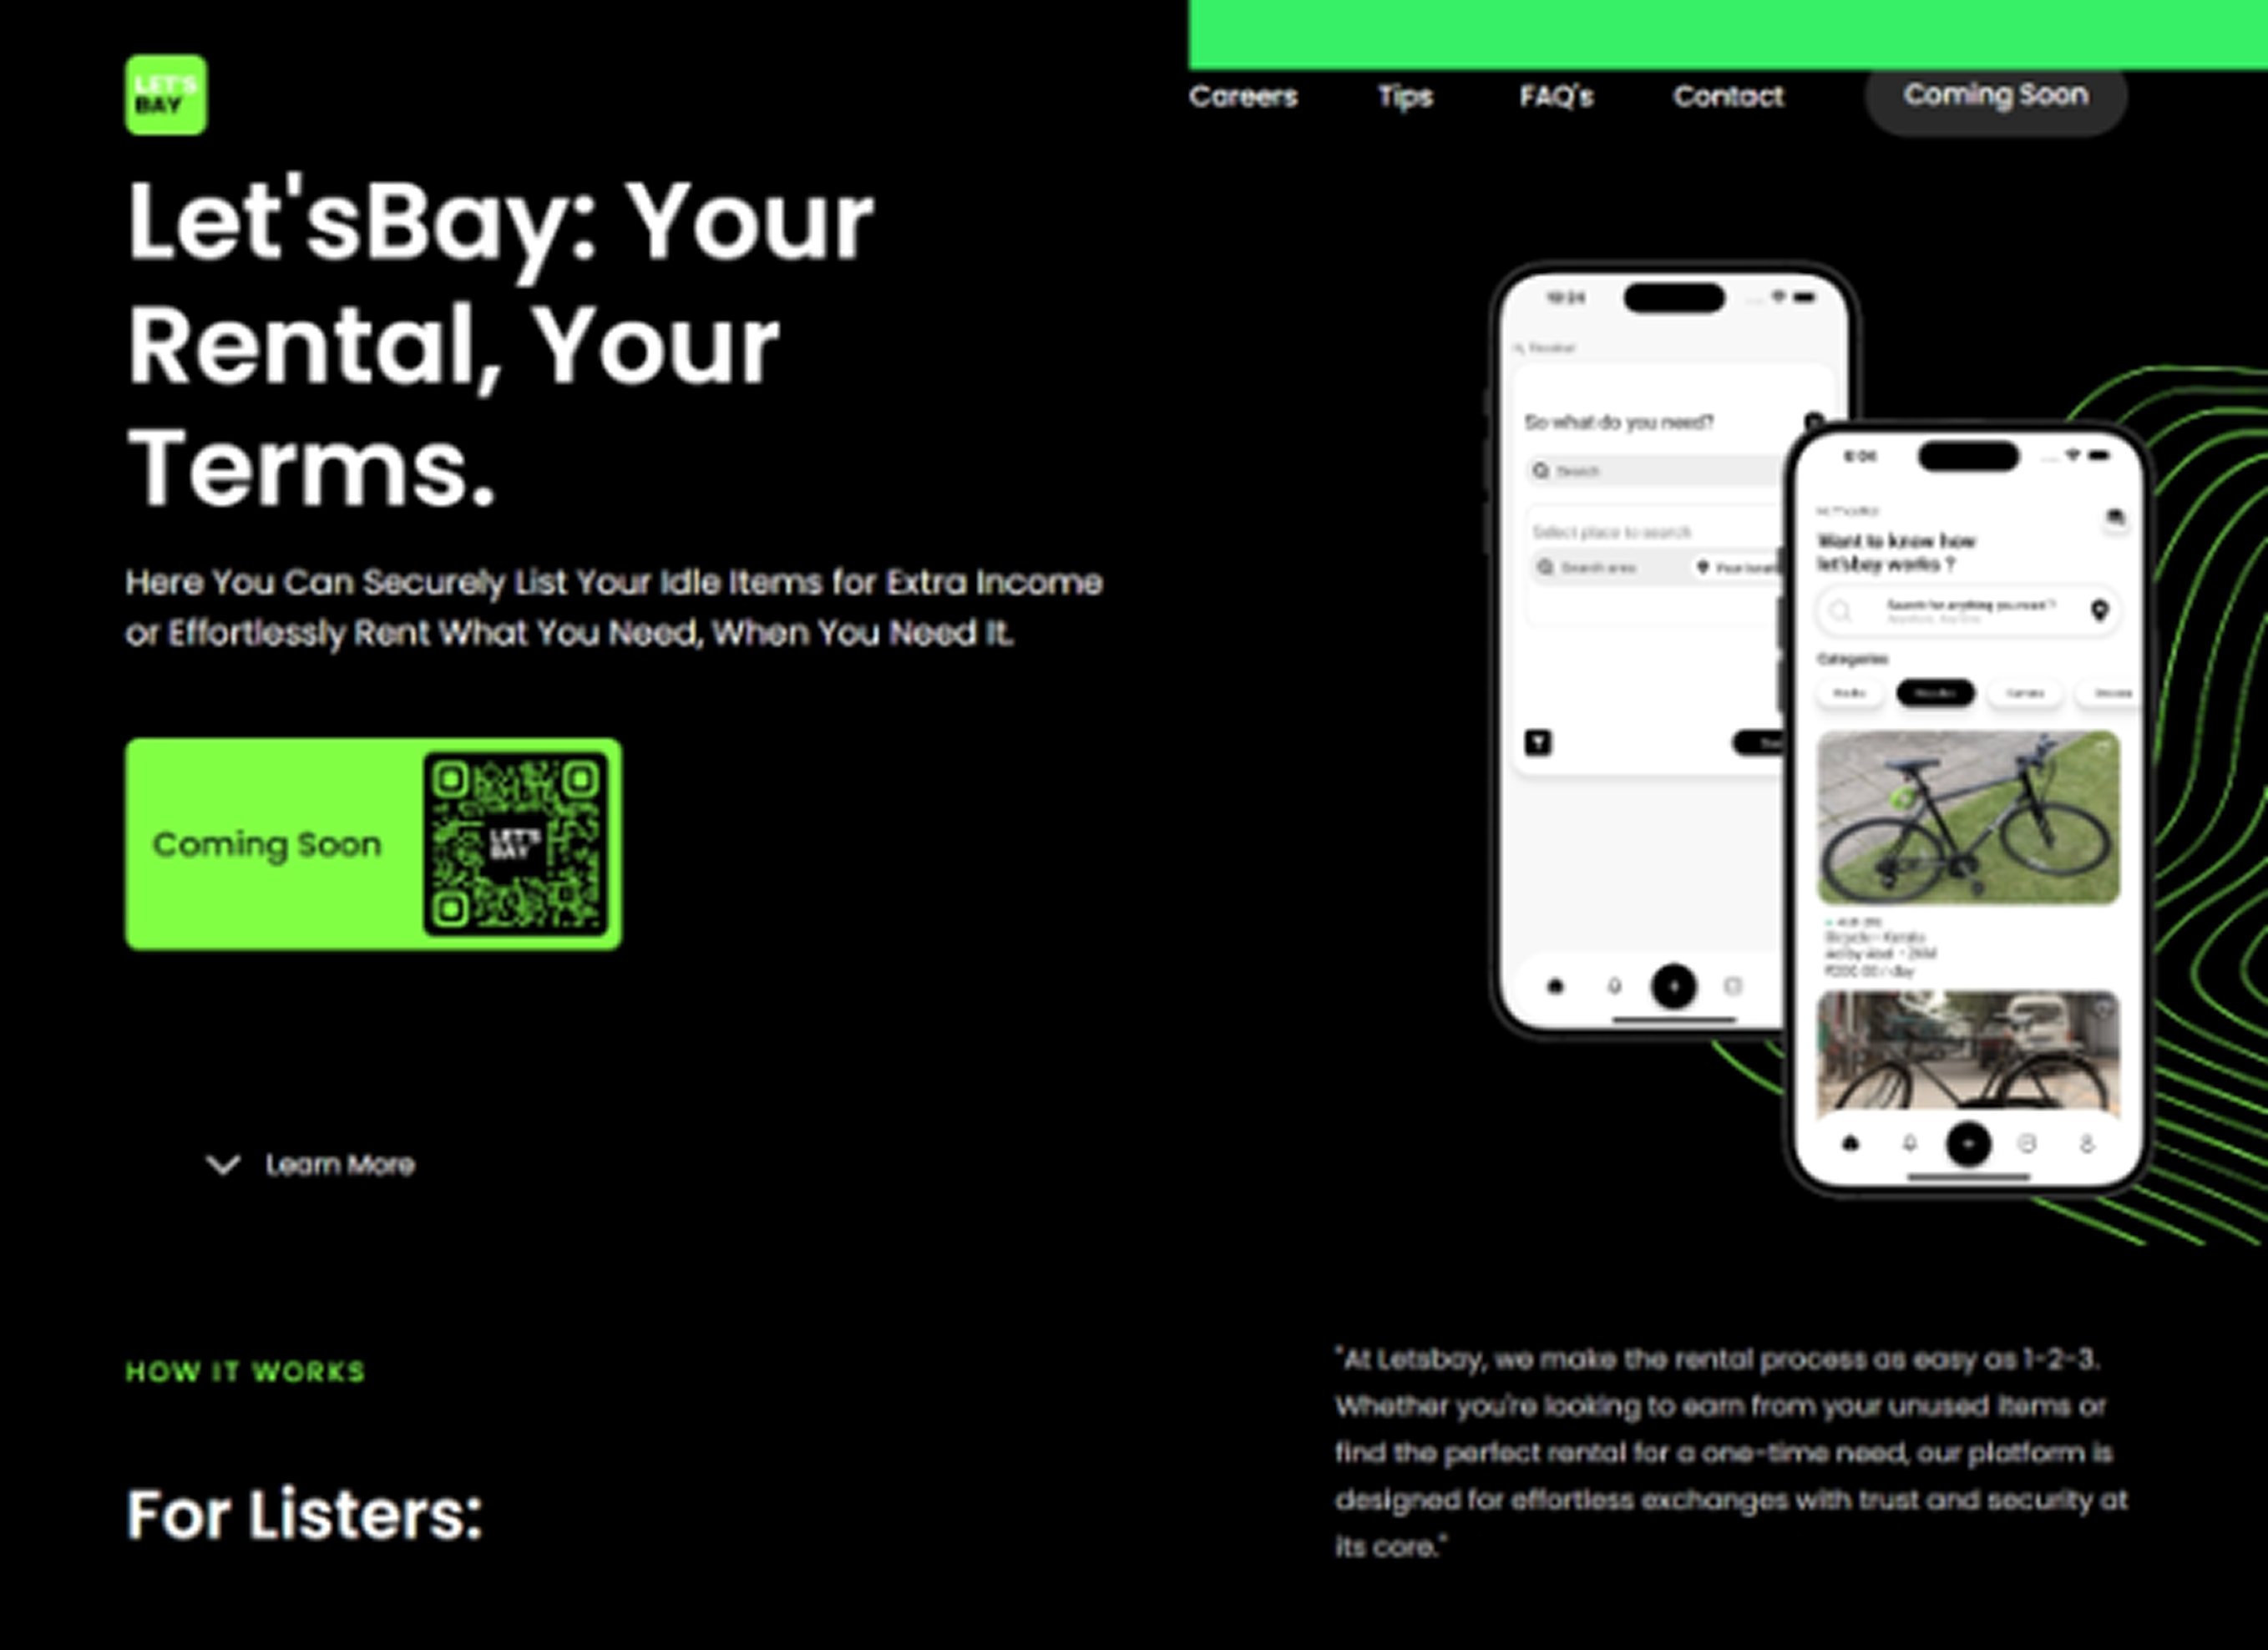 LET'S
BAY
Careers
Tips
FAQ's
Contact
Coming Soon
Let'sBay: Your
Rental, Your
Terms.
Here You Can Securely List Your Idle Items for Extra Income
or Effortlessly Rent What You Need, When You Need It.
Coming Soon
LET'S
BAY
Learn More
So what do you need?
Search
Select place to search
Search area
Want to know how
let'sbay works ?
Search for anything you need ?
Categories
HOW IT WORKS
For Listers:
"At Letsbay, we make the rental process as easy as 1-2-3.
Whether you're looking to earn from your unused items or
find the perfect rental for a one-time need, our platform is
designed for effortless exchanges with trust and security at
its core."